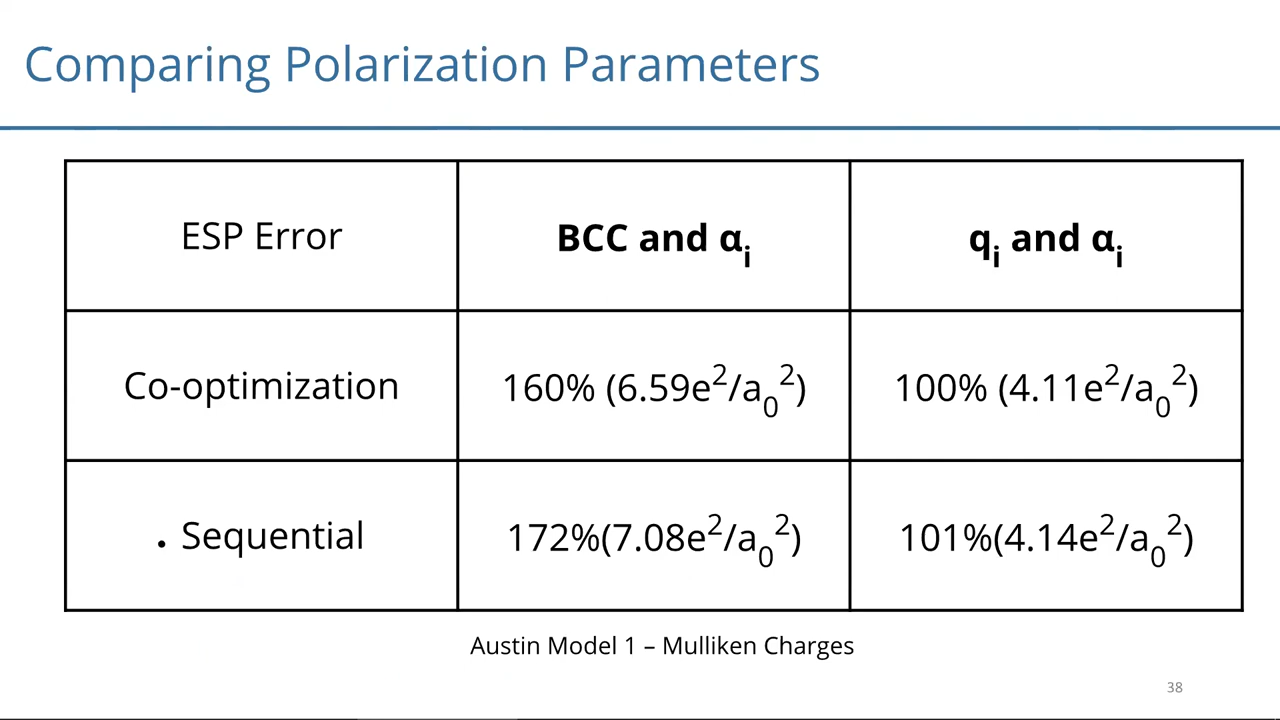 Comparing Polarization Parameters
ESP Error
BCC and αi
qi and αi
Co-optimization
160% (6.59e2/a02)
100% (4.11e2/a02)
• Sequential
172%(7.08e2/a02)
101%(4.14e2/a02)
Austin Model 1 – Mulliken Charges
38